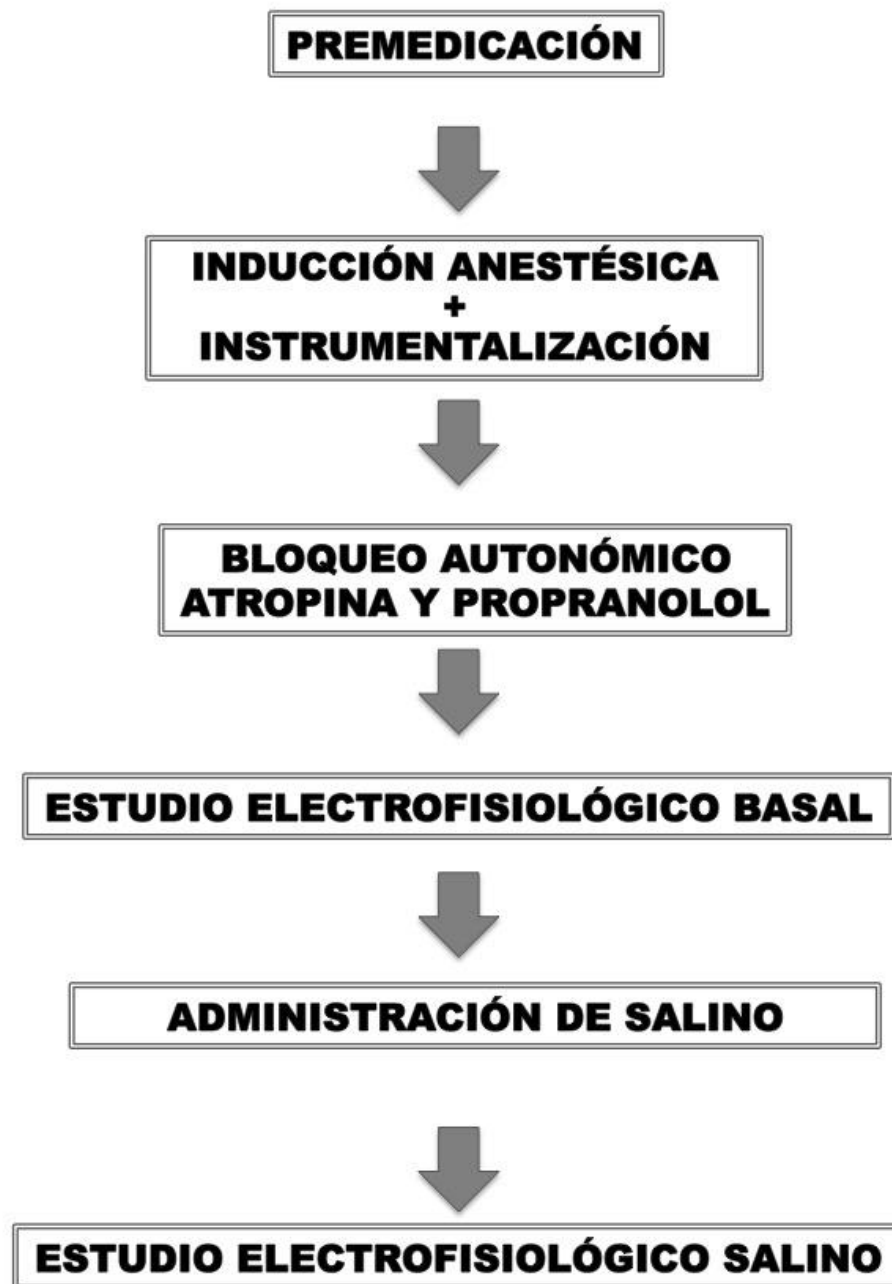 PREMEDICACIÓN
INDUCCIÓN ANESTÉSICA
+
INSTRUMENTALIZACIÓN
BLOQUEO AUTONÓMICO
ATROPINA Y PROPRANOLOL
ESTUDIO ELECTROFISIOLÓGICO BASAL
ADMINISTRACIÓN DE SALINO
ESTUDIO ELECTROFISIOLÓGICO SALINO